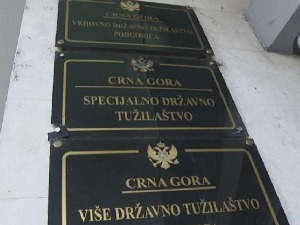 CRNA GORA
VRHOVNO DRŽAVNO TUŽILAŠTVO
PODGORICA
CRNA GORA
SPECIJALNO DRŽAVNO
TUŽILAŠTVO
CRNA GORA
VIŠE DRŽAVNO TUŽILAŠTVO